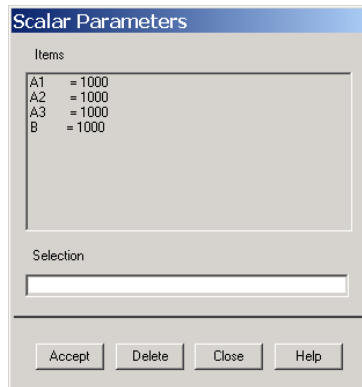 Scalar Parameters
Items
A1 = 1000
A2 = 1000
A3 = 1000
B = 1000
Selection
Accept Delete Close Help